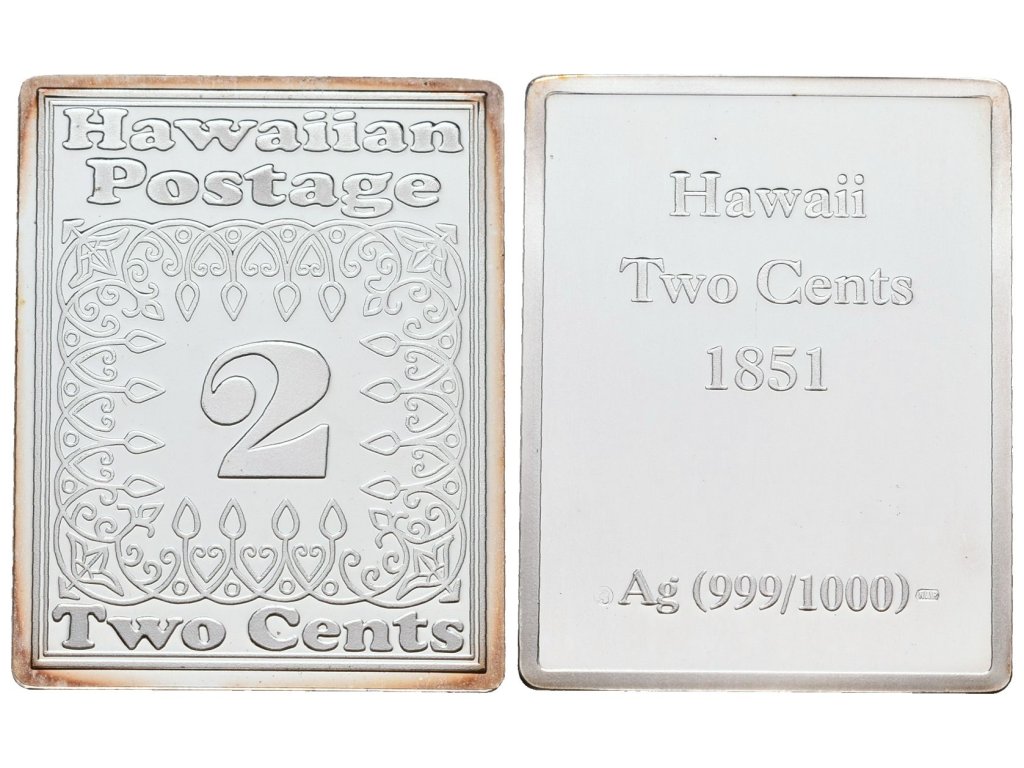 Hawaiian
Postage
2
Two Cents
Hawaii
Two Cents
1851
Ag (999/1000)